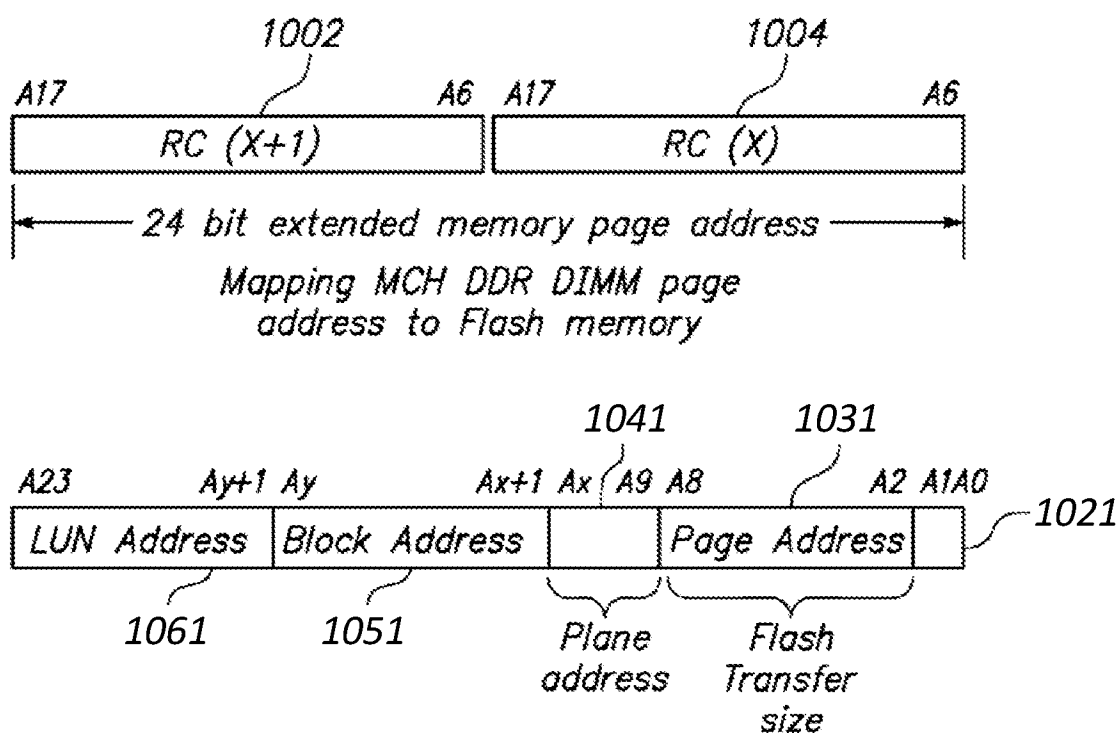 1002 1004
A17 A6 A17 A6
RC (X+1) RC (X)
24 bit extended memory page address
Mapping MCH DDR DIMM page
address to Flash memory
1041 1031
A23 Ay+1 Ay Ax+1 Ax A9 A8 A2 A1A0
LUN Address Block Address Page Address 1021
1061 1051
Plane Flash
address Transfer
size